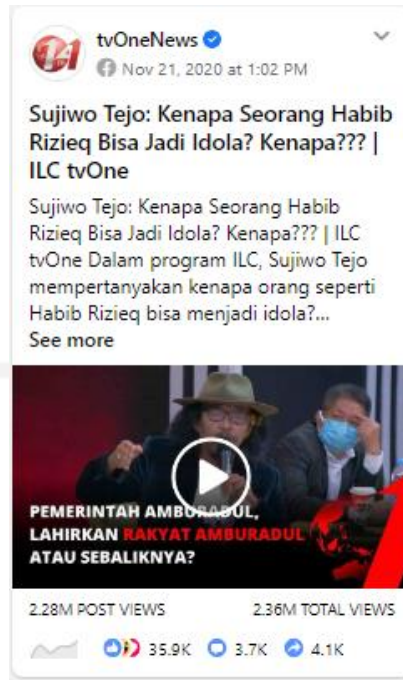 tvOneNews
Nov 21, 2020 at 1:02 PM
Sujiwo Tejo: Kenapa Seorang Habib
Rizieq Bisa Jadi Idola? Kenapa??? |
ILC tvOne
Sujiwo Tejo: Kenapa Seorang Habib
Rizieq Bisa Jadi Idola? Kenapa??? | ILC
tvOne Dalam program ILC, Sujiwo Tejo
mempertanyakan kenapa orang seperti
Habib Rizieq bisa menjadi idola?...
See more
PEMERINTAH AMBURADUL,
LAHIRKAN RAKYAT AMBURADUL
ATAU SEBALIKNYA?
2.28M POST VIEWS 2.36M TOTAL VIEWS
35.9K 3.7K 4.1K